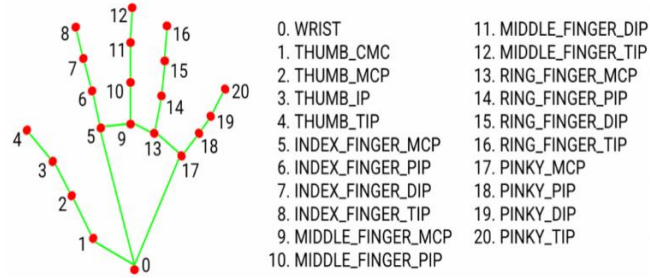 12
8
16
11
7
15
20
6
10
14
19
4
5
9
13
18
3
17
2
1
0
0. WRIST
1. THUMB_CMC
2. THUMB_MCP
3. THUMB_IP
4. THUMB_TIP
5. INDEX_FINGER_MCP
6. INDEX_FINGER_PIP
7. INDEX_FINGER_DIP
8. INDEX_FINGER_TIP
9. MIDDLE_FINGER_MCP
10. MIDDLE_FINGER_PIP
11. MIDDLE_FINGER_DIP
12. MIDDLE_FINGER_TIP
13. RING_FINGER_MCP
14. RING_FINGER_PIP
15. RING_FINGER_DIP
16. RING_FINGER_TIP
17. PINKY_MCP
18. PINKY_PIP
19. PINKY_DIP
20. PINKY_TIP